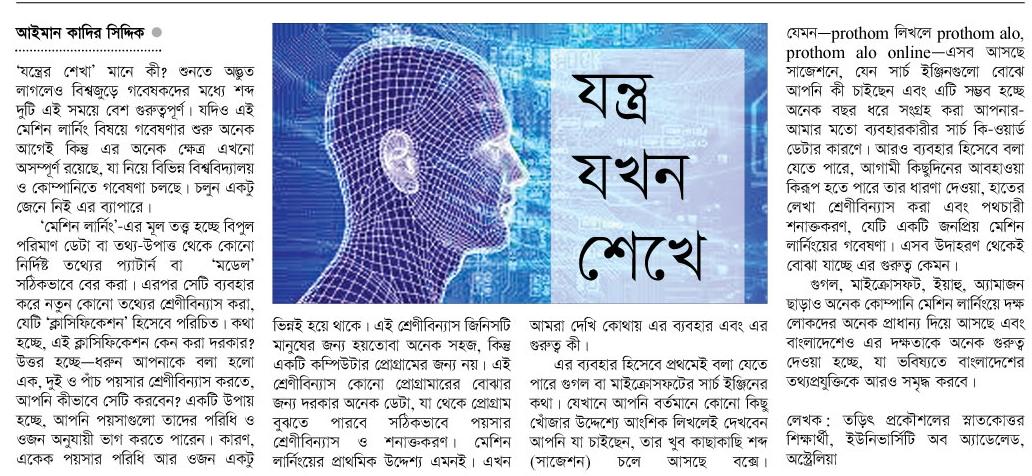 আইমান কাদির সিদ্দিক
‘যন্ত্রের শেখা’ মানে কী? শুনতে অদ্ভুত
লাগলেও বিশ্বজুড়ে গবেষকদের মধ্যে শব্দ
দুটি এই সময়ে বেশ গুরুত্বপূর্ণ। যদিও এই
মেশিন লার্নিং বিষয়ে গবেষণার শুরু অনেক
আগেই কিন্তু এর অনেক ক্ষেত্র এখনো
অসম্পূর্ণ রয়েছে, যা নিয়ে বিভিন্ন বিশ্ববিদ্যালয়
ও কোম্পানিতে গবেষণা চলছে। চলুন একটু
জেনে নিই এর ব্যাপারে।
‘মেশিন লার্নিং’-এর মূল তত্ত্ব হচ্ছে বিপুল
পরিমাণ ডেটা বা তথ্য-উপাত্ত থেকে কোনো
নির্দিষ্ট তথ্যের প্যাটার্ন বা ‘মডেল’
সঠিকভাবে বের করা। এরপর সেটি ব্যবহার
করে নতুন কোনো তথ্যের শ্রেণীবিন্যাস করা,
যেটি ‘ক্লাসিফিকেশন’ হিসেবে পরিচিত। কথা
হচ্ছে, এই ক্লাসিফিকেশন কেন করা দরকার?
উত্তর হচ্ছে—ধরুন আপনাকে বলা হলো
এক, দুই ও পাঁচ পয়সার শ্রেণীবিন্যাস করতে,
আপনি কীভাবে সেটি করবেন? একটি উপায়
হচ্ছে, আপনি পয়সাগুলো তাদের পরিধি ও
ওজন অনুযায়ী ভাগ করতে পারেন। কারণ,
একেক পয়সার পরিধি আর ওজন একটু
যন্ত্র
যখন
শেখে
ভিন্নই হয়ে থাকে। এই শ্রেণীবিন্যাস জিনিসটি
মানুষের জন্য হয়তোবা অনেক সহজ, কিন্তু
একটি কম্পিউটার প্রোগ্রামের জন্য নয়। এই
শ্রেণীবিন্যাস কোনো প্রোগ্রামারের বোঝার
জন্য দরকার অনেক ডেটা, যা থেকে প্রোগ্রাম
বুঝতে পারবে সঠিকভাবে পয়সার
শ্রেণীবিন্যাস ও শনাক্তকরণ। মেশিন
লার্নিংয়ের প্রাথমিক উদ্দেশ্য এমনই। এখন
আমরা দেখি কোথায় এর ব্যবহার এবং এর
গুরুত্ব কী।
এর ব্যবহার হিসেবে প্রথমেই বলা যেতে
পারে গুগল বা মাইক্রোসফটের সার্চ ইঞ্জিনের
কথা। যেখানে আপনি বর্তমানে কোনো কিছু
খোঁজার উদ্দেশ্যে আংশিক লিখলেই দেখবেন
আপনি যা চাইছেন, তার খুব কাছাকাছি শব্দ
(সাজেশন) চলে আসছে বক্সে।
যেমন—prothom লিখলে prothom alo,
prothom alo online—এসব আসছে
সাজেশনে, যেন সার্চ ইঞ্জিনগুলো বোঝে
আপনি কী চাইছেন এবং এটি সম্ভব হচ্ছে
অনেক বছর ধরে সংগ্রহ করা আপনার-
আমার মতো ব্যবহারকারীর সার্চ কি-ওয়ার্ড
ডেটার কারণে। আরও ব্যবহার হিসেবে বলা
যেতে পারে, আগামী কিছুদিনের আবহাওয়া
কিরূপ হতে পারে তার ধারণা দেওয়া, হাতের
লেখা শ্রেণীবিন্যাস করা এবং পথচারী
শনাক্তকরণ, যেটি একটি জনপ্রিয় মেশিন
লার্নিংয়ের গবেষণা। এসব উদাহরণ থেকেই
বোঝা যাচ্ছে এর গুরুত্ব কেমন।
গুগল, মাইক্রোসফট, ইয়াহু, অ্যামাজন
ছাড়াও অনেক কোম্পানি মেশিন লার্নিংয়ে দক্ষ
লোকদের অনেক প্রাধান্য দিয়ে আসছে এবং
বাংলাদেশেও এর দক্ষতাকে অনেক গুরুত্ব
দেওয়া হচ্ছে, যা ভবিষ্যতে বাংলাদেশের
তথ্যপ্রযুক্তিকে আরও সমৃদ্ধ করবে।
লেখক : তড়িৎ প্রকৌশলের স্নাতকোত্তর
শিক্ষার্থী, ইউনিভার্সিটি অব অ্যাডেলেড,
অস্ট্রেলিয়া